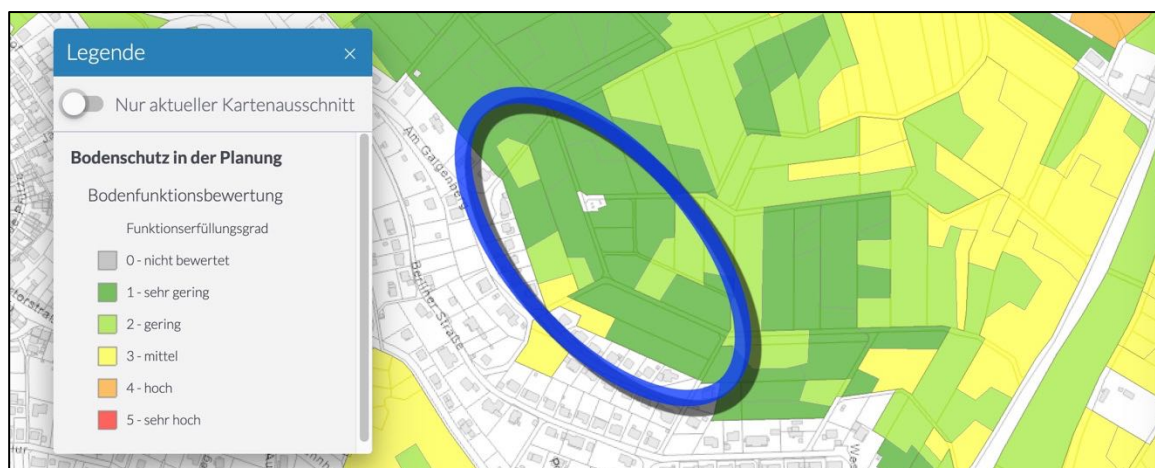 Legende
×
Nur aktueller Kartenausschnitt
Bodenschutz in der Planung
Bodenfunktionsbewertung
Funktionserfüllungsgrad
0 - nicht bewertet
1 - sehr gering
2 - gering
3 - mittel
4 - hoch
5 - sehr hoch
Am Galgenberg
Berliner-Straße